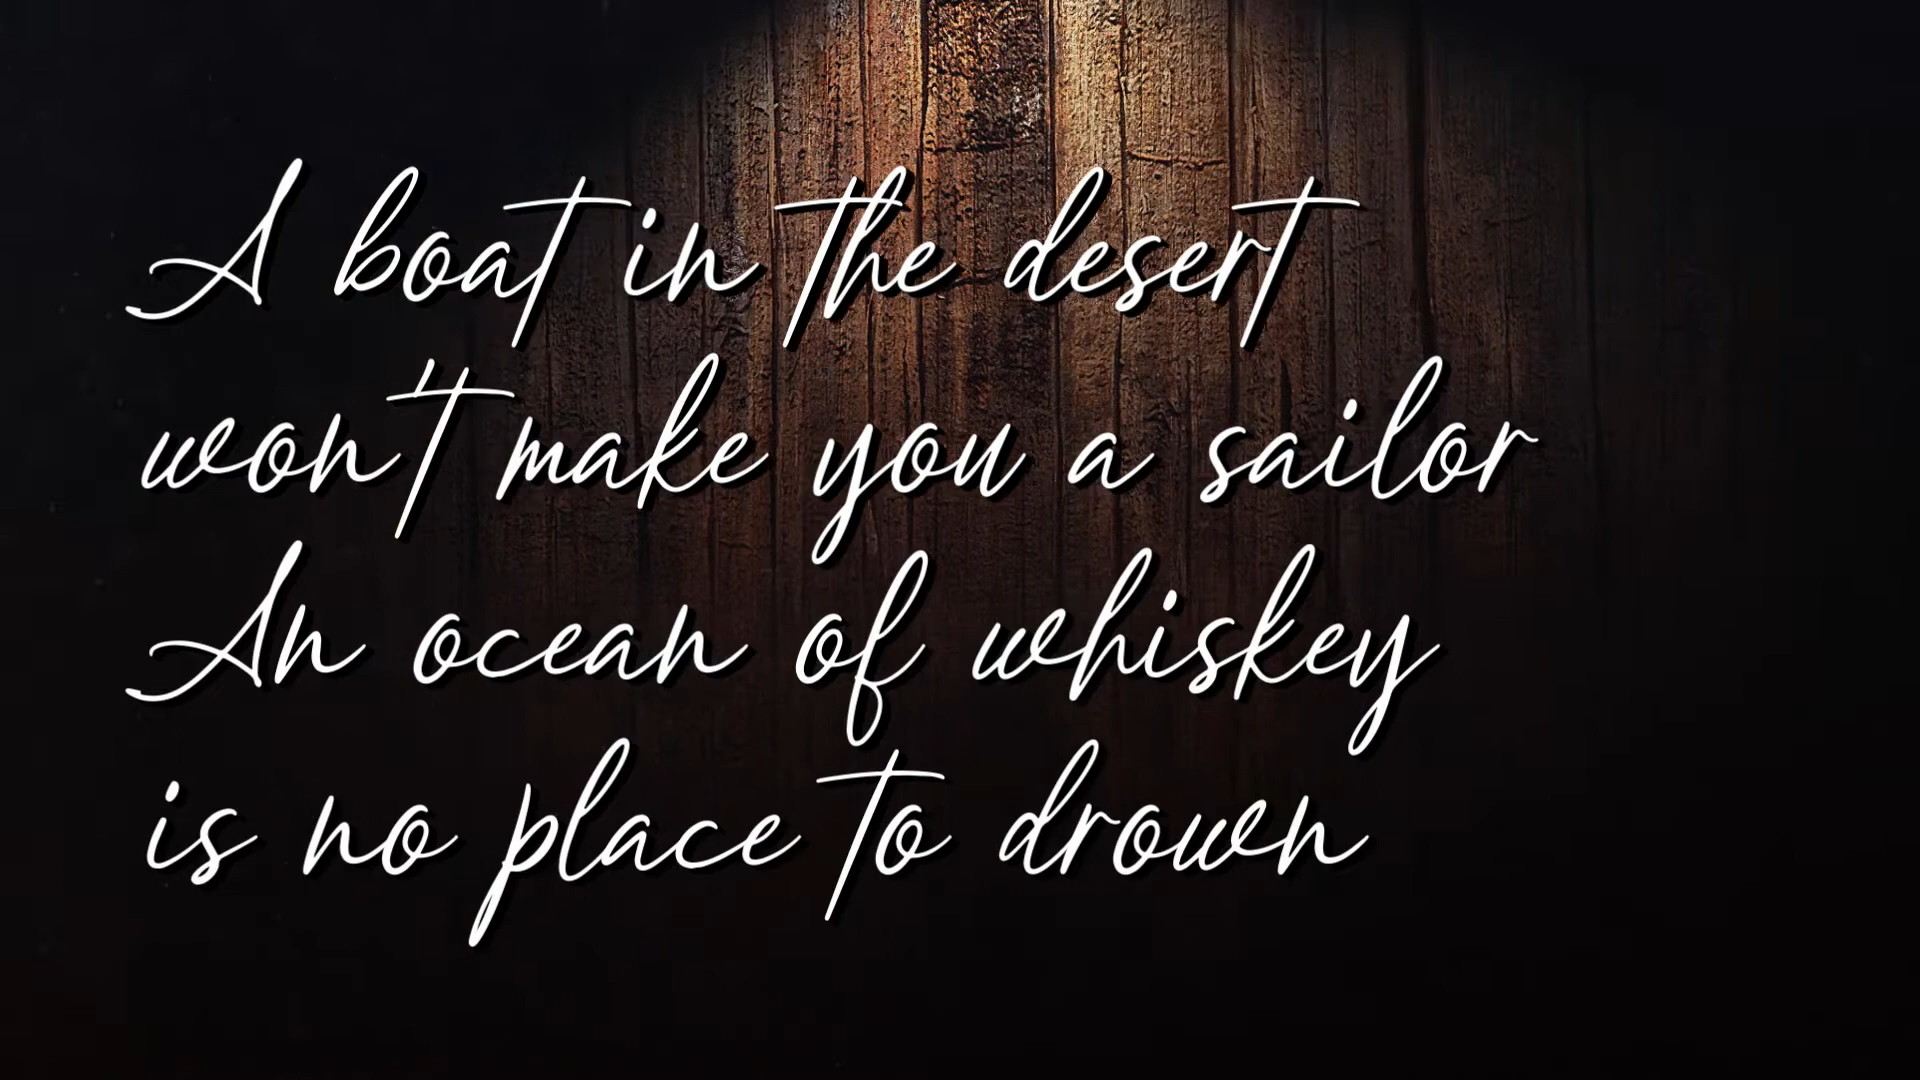 A boat in the desert
won't make you a sailor
An ocean of whiskey
is no place to drown